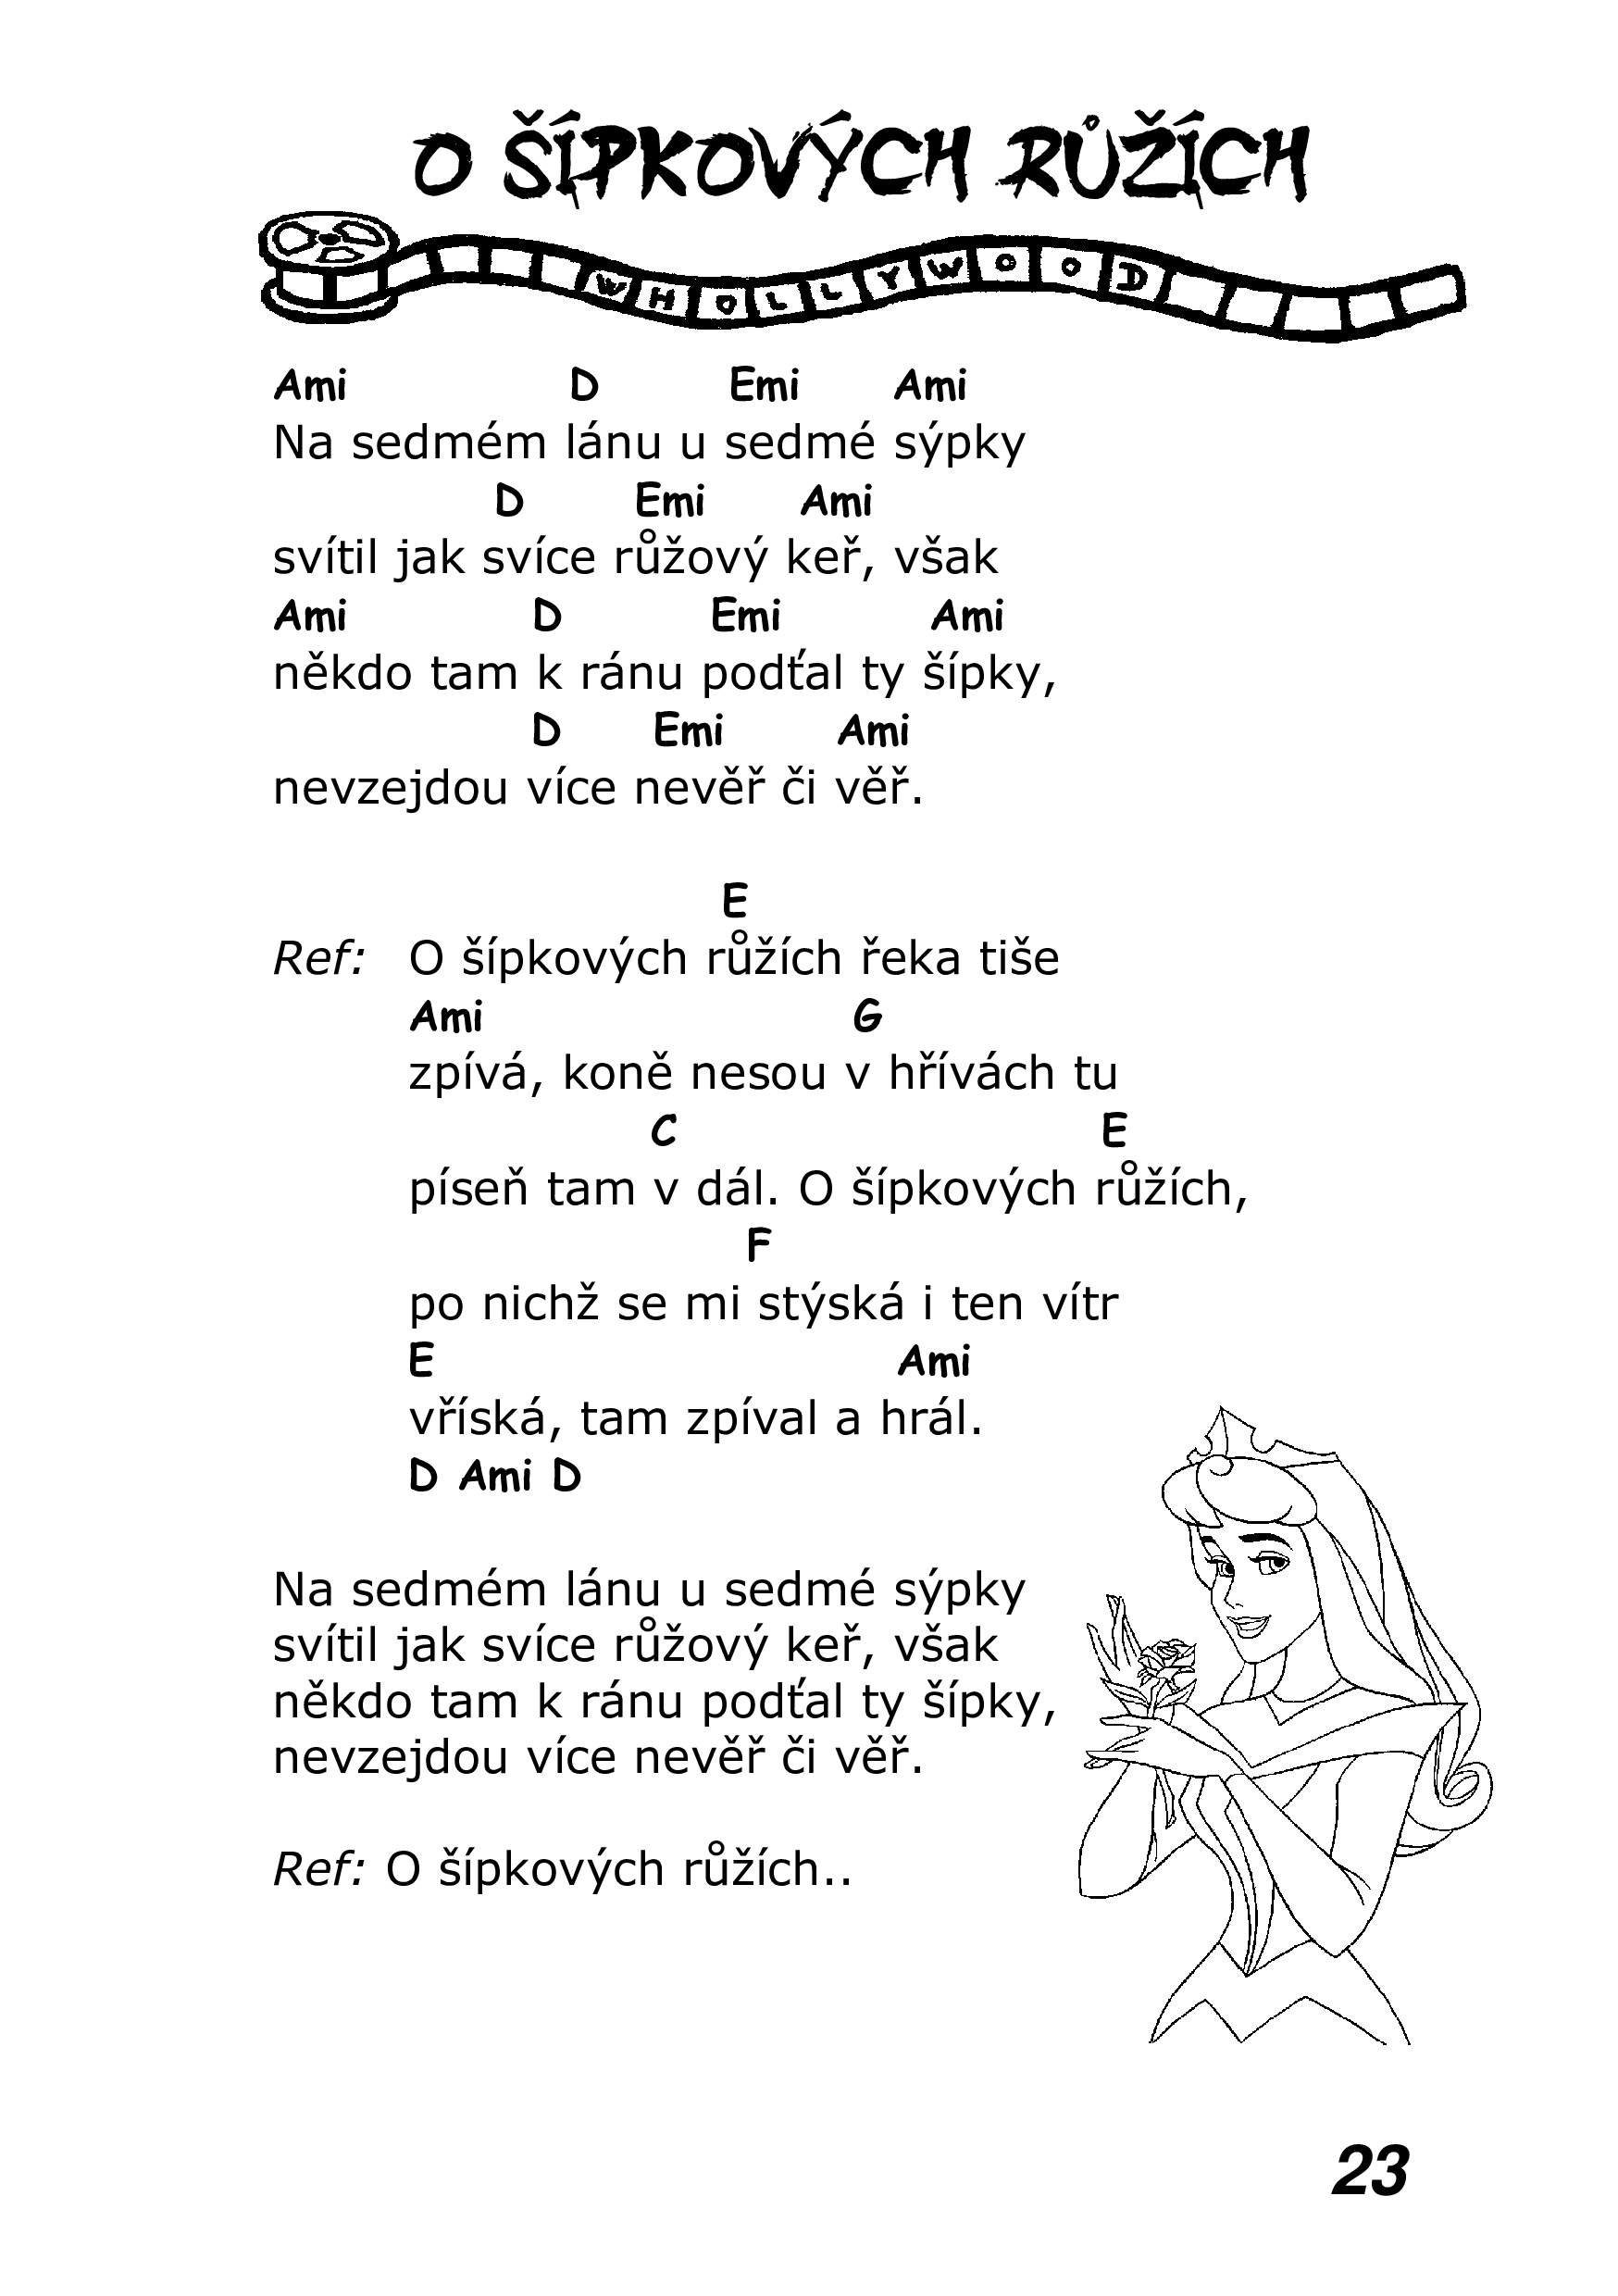 O ŠÍPKOVÝCH RŮŽÍCH
WHOLLYWOOD
Ami D Emi Ami
Na sedmém lánu u sedmé sýpky
D Emi Ami
svítil jak svíce růžový keř, však
Ami D Emi Ami
někdo tam k ránu podťal ty šípky,
D Emi Ami
nevzejdou více nevěř či věř.
E
Ref: O šípkových růžích řeka tiše
Ami G
zpívá, koně nesou v hřívách tu
C E
píseň tam v dál. O šípkových růžích,
F
po nichž se mi stýská i ten vítr
E Ami
vříská, tam zpíval a hrál.
D Ami D
Na sedmém lánu u sedmé sýpky
svítil jak svíce růžový keř, však
někdo tam k ránu podťal ty šípky,
nevzejdou více nevěř či věř.
Ref: O šípkových růžích..
23